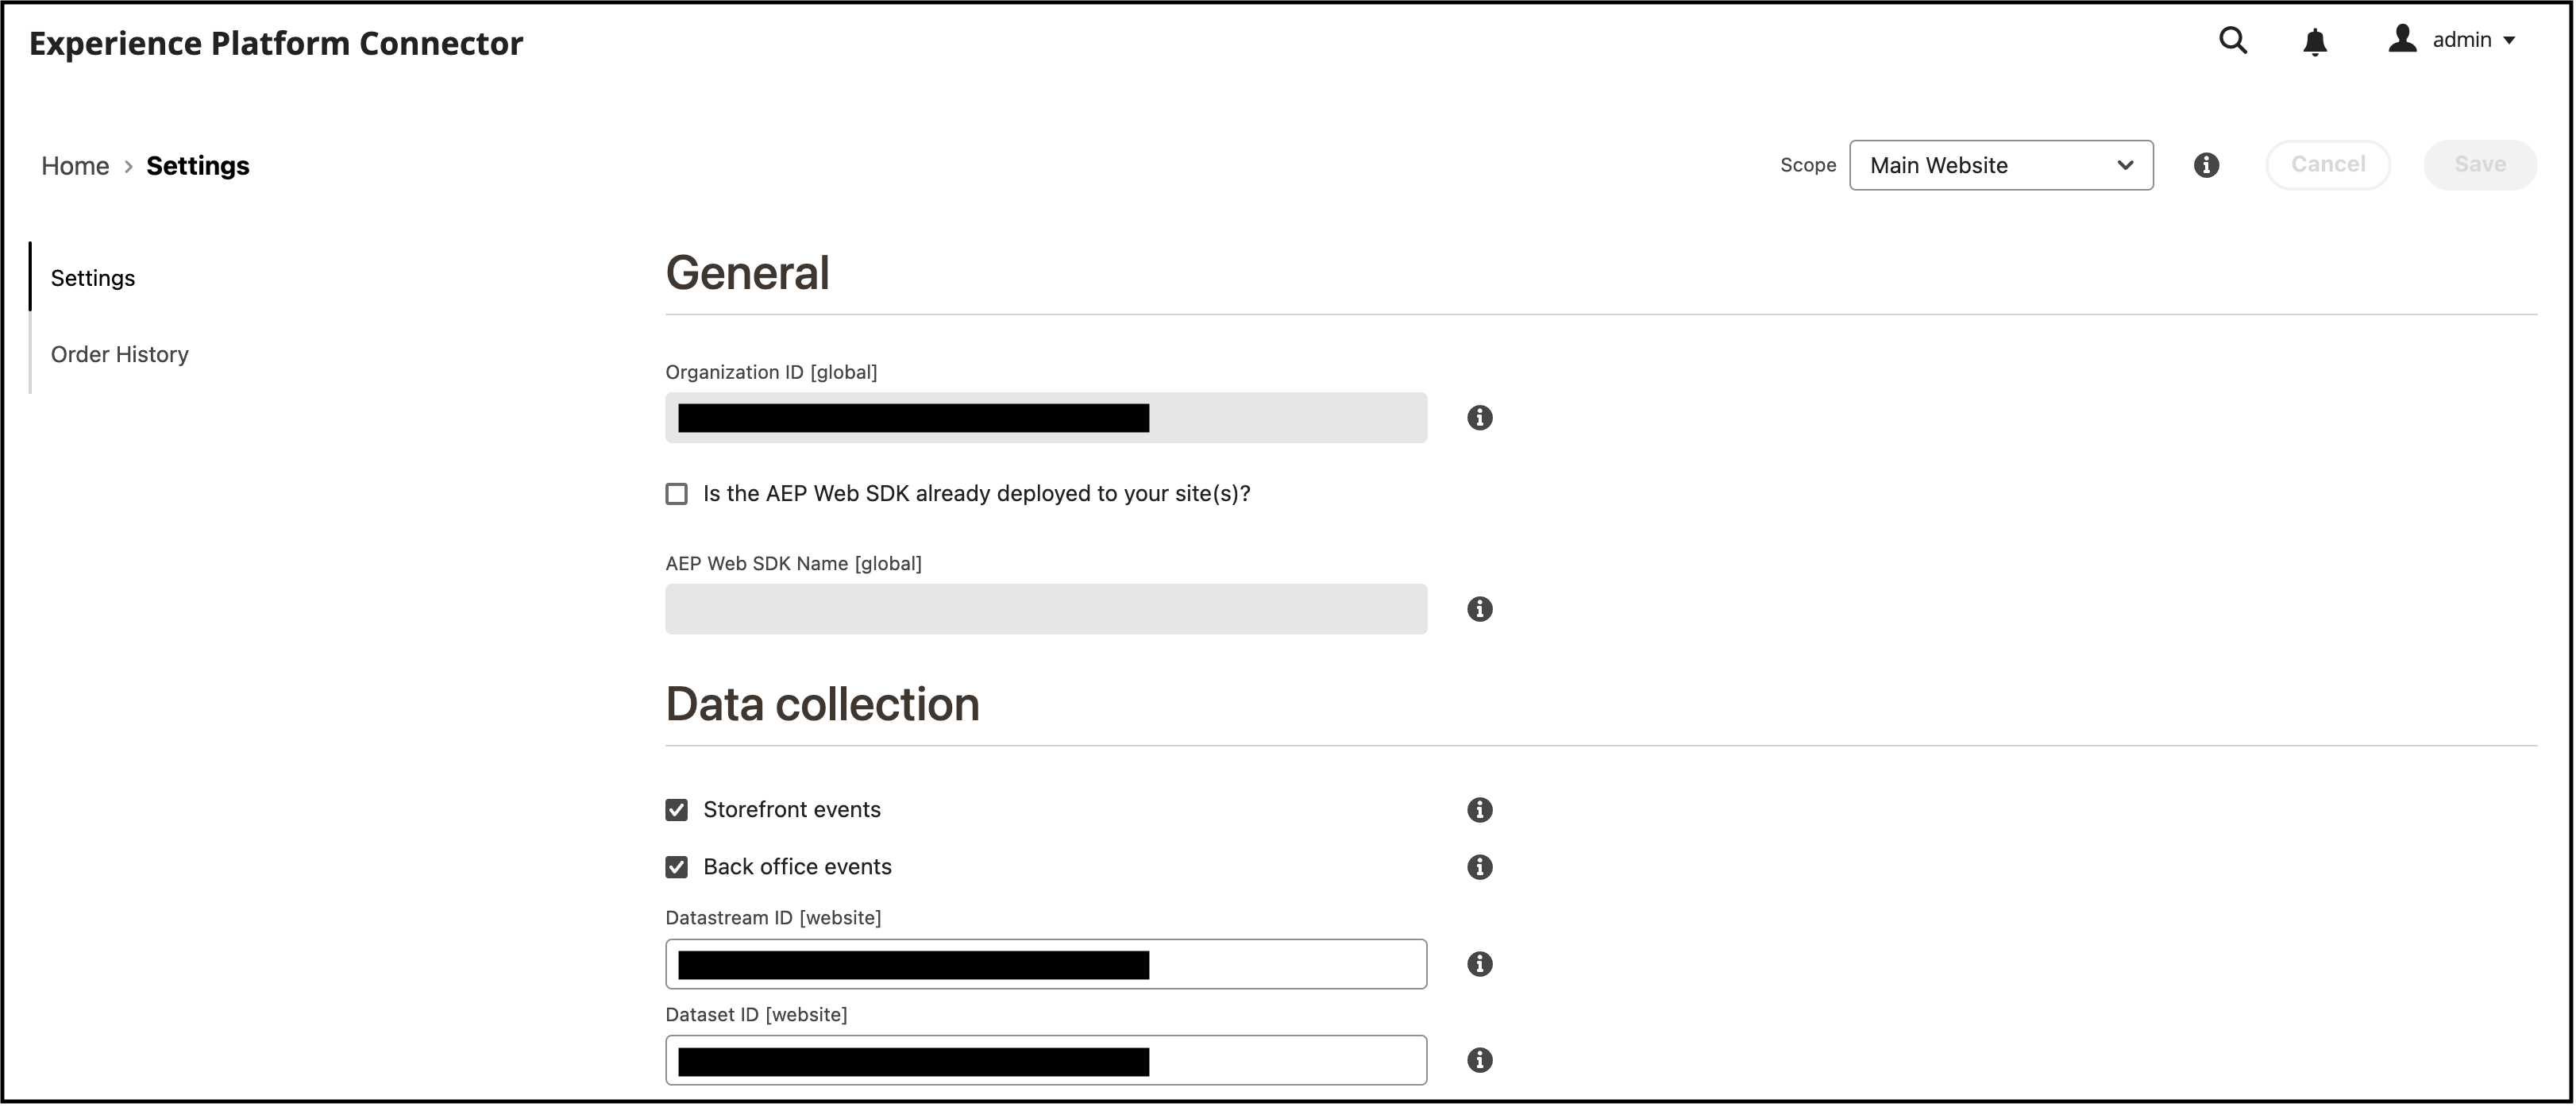 Experience Platform Connector
admin
Home > Settings
Scope Main Website Cancel Save
Settings
Order History
General
Organization ID [global]
Is the AEP Web SDK already deployed to your site(s)?
AEP Web SDK Name [global]
Data collection
Storefront events
Back office events
Datastream ID [website]
Dataset ID [website]